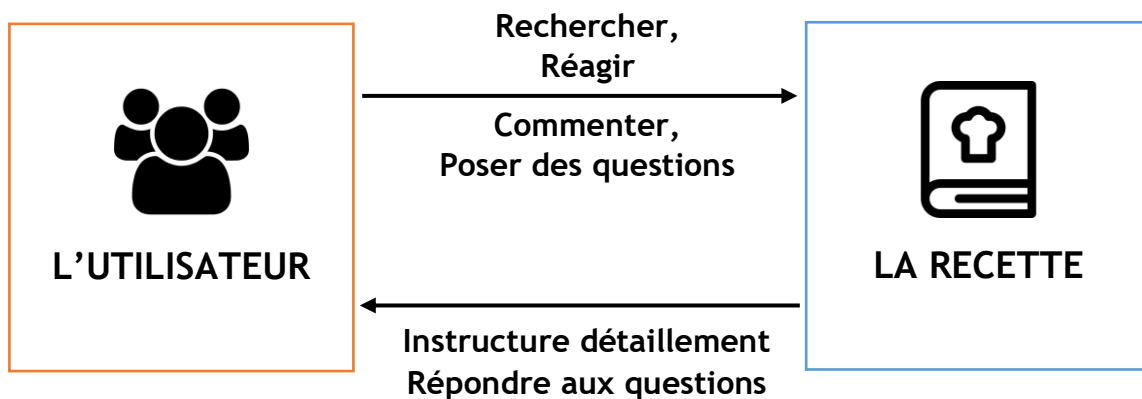 Rechercher,
Réagir
Commenter,
Poser des questions
L’UTILISATEUR
LA RECETTE
Instructure détaillement
Répondre aux questions